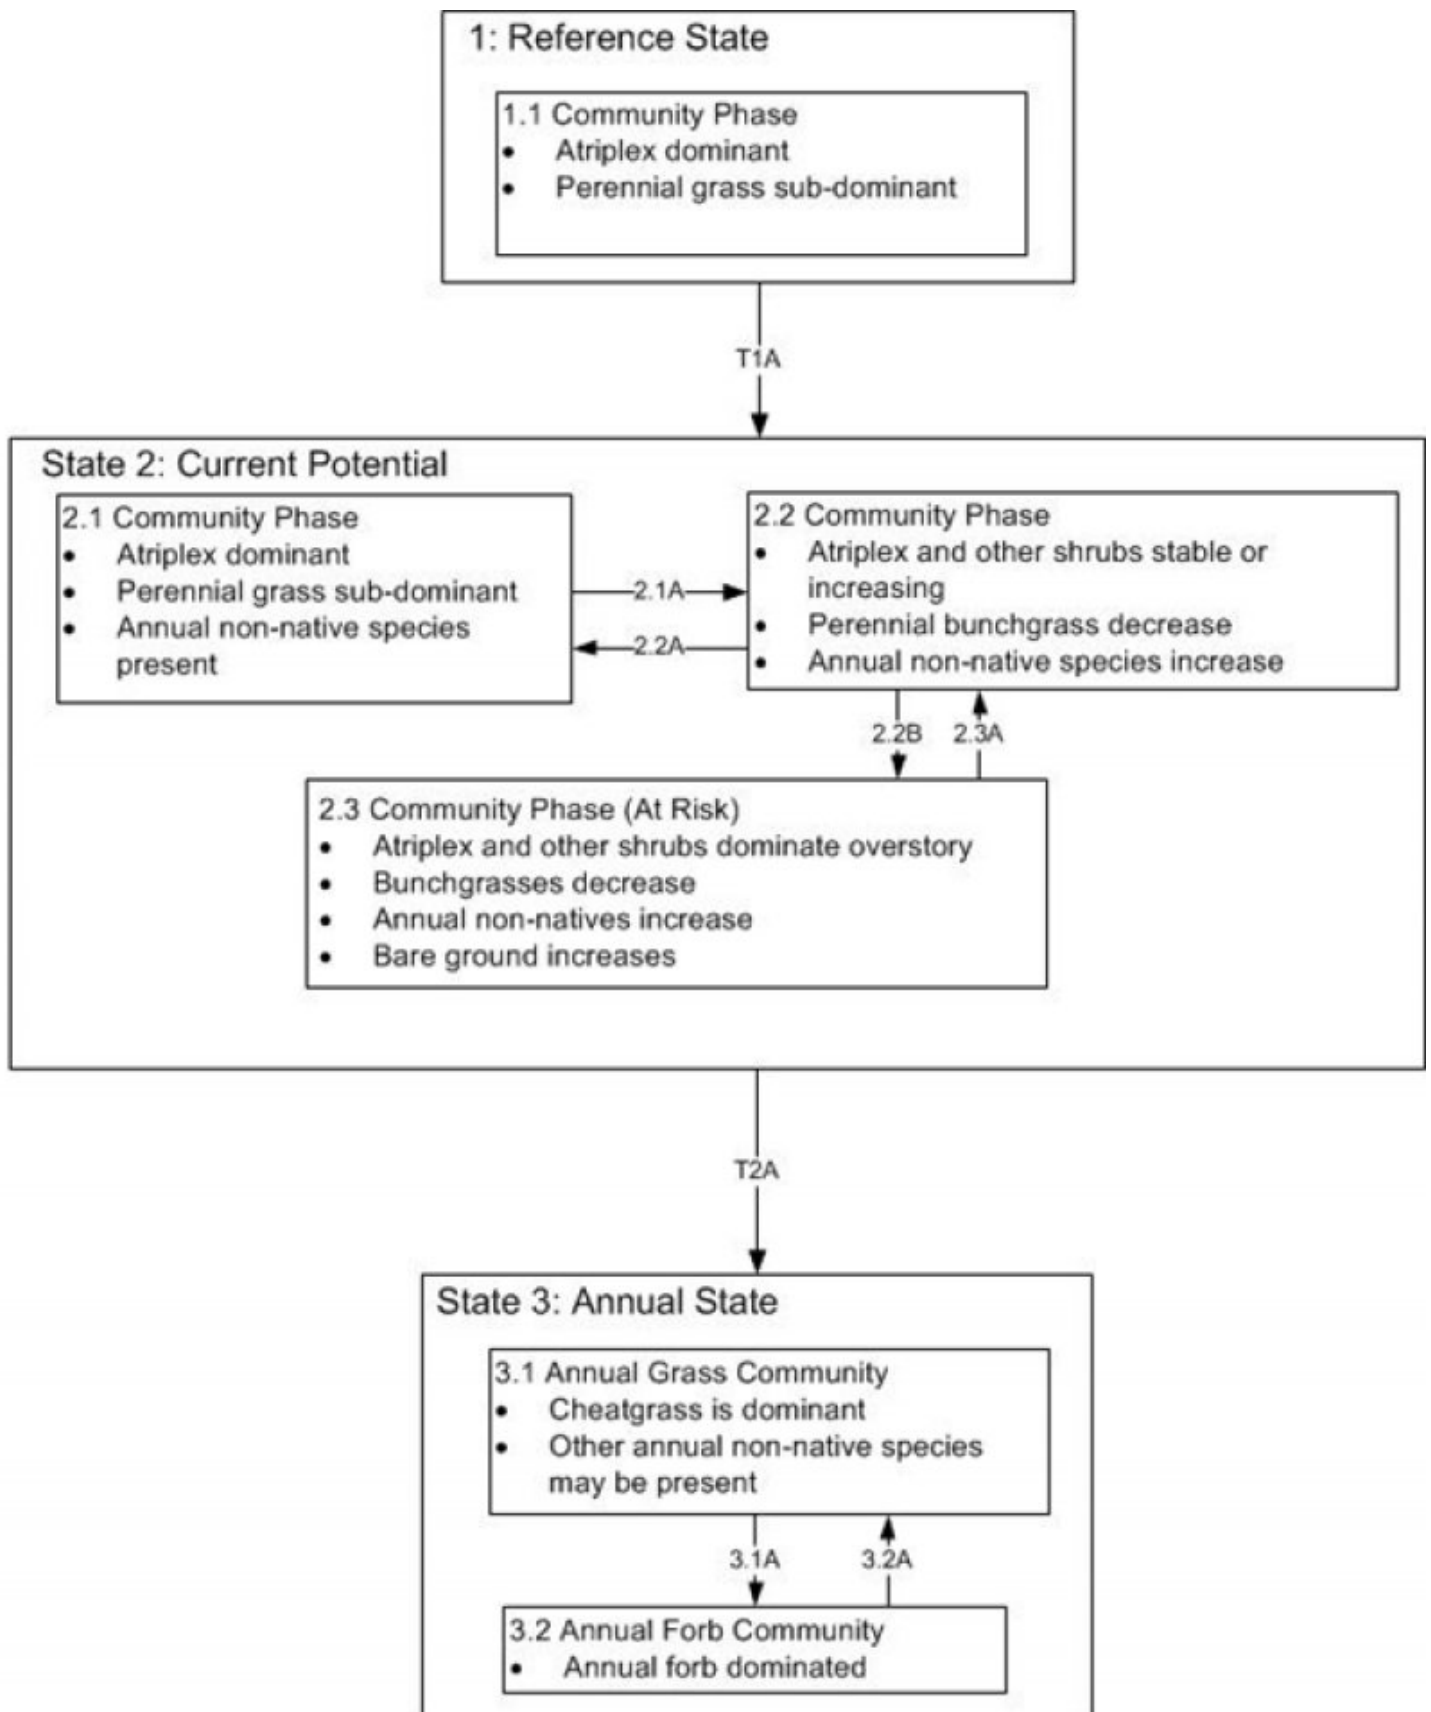 1: Reference State
1.1 Community Phase
• Atriplex dominant
• Perennial grass sub-dominant
T1A
State 2: Current Potential
2.1 Community Phase
• Atriplex dominant
• Perennial grass sub-dominant
• Annual non-native species
present
2.1A
2.2A
2.2 Community Phase
• Atriplex and other shrubs stable or
increasing
• Perennial bunchgrass decrease
• Annual non-native species increase
2.2B
2.3A
2.3 Community Phase (At Risk)
• Atriplex and other shrubs dominate overstory
• Bunchgrasses decrease
• Annual non-natives increase
• Bare ground increases
T2A
State 3: Annual State
3.1 Annual Grass Community
• Cheatgrass is dominant
• Other annual non-native species
may be present
3.1A
3.2A
3.2 Annual Forb Community
• Annual forb dominated